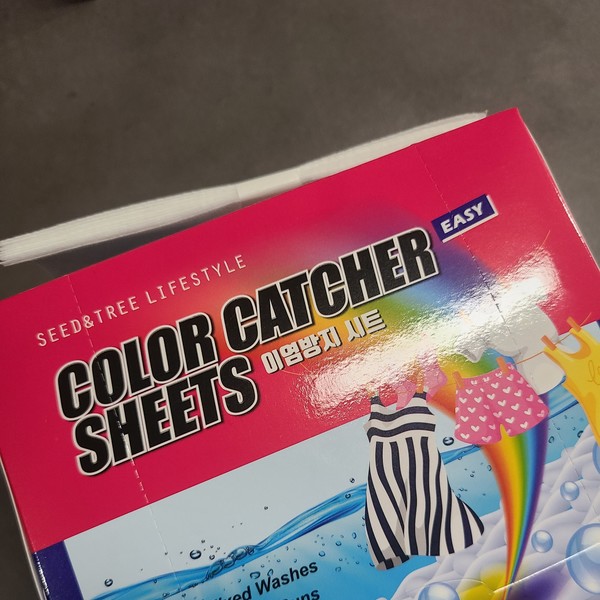 SEED&TREE LIFESTYLE
COLOR CATCHER
SHEETS 이염방지 시트
EASY
Washes